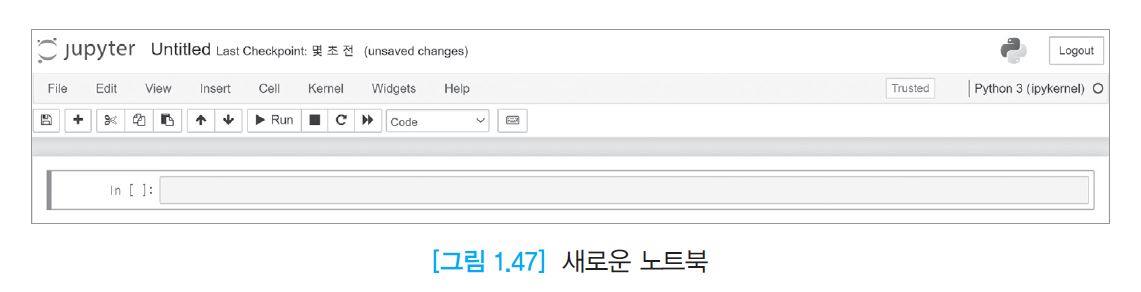 jupyter Untitled Last Checkpoint: 몇 초 전 (unsaved changes) Logout
File Edit View Insert Cell Kernel Widgets Help Trusted Python 3 (ipykernel)
Run Code
In [ ]:
[그림 1.47] 새로운 노트북